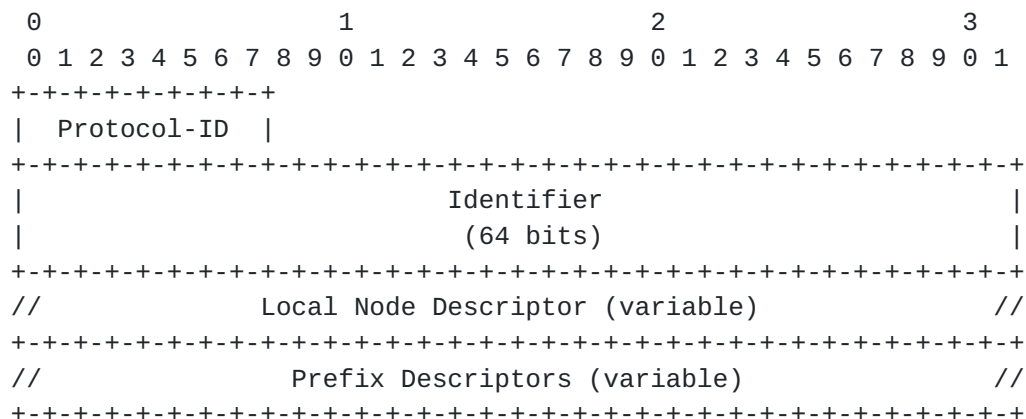 0                   1                   2                   3
 0 1 2 3 4 5 6 7 8 9 0 1 2 3 4 5 6 7 8 9 0 1 2 3 4 5 6 7 8 9 0 1
+-+-+-+-+-+-+-+-+
|  Protocol-ID  |
+-+-+-+-+-+-+-+-+-+-+-+-+-+-+-+-+-+-+-+-+-+-+-+-+-+-+-+-+-+-+-+-+
|                           Identifier                          |
|                            (64 bits)                          |
+-+-+-+-+-+-+-+-+-+-+-+-+-+-+-+-+-+-+-+-+-+-+-+-+-+-+-+-+-+-+-+-+
//              Local Node Descriptor (variable)               //
+-+-+-+-+-+-+-+-+-+-+-+-+-+-+-+-+-+-+-+-+-+-+-+-+-+-+-+-+-+-+-+-+
//                Prefix Descriptors (variable)                //
+-+-+-+-+-+-+-+-+-+-+-+-+-+-+-+-+-+-+-+-+-+-+-+-+-+-+-+-+-+-+-+-+